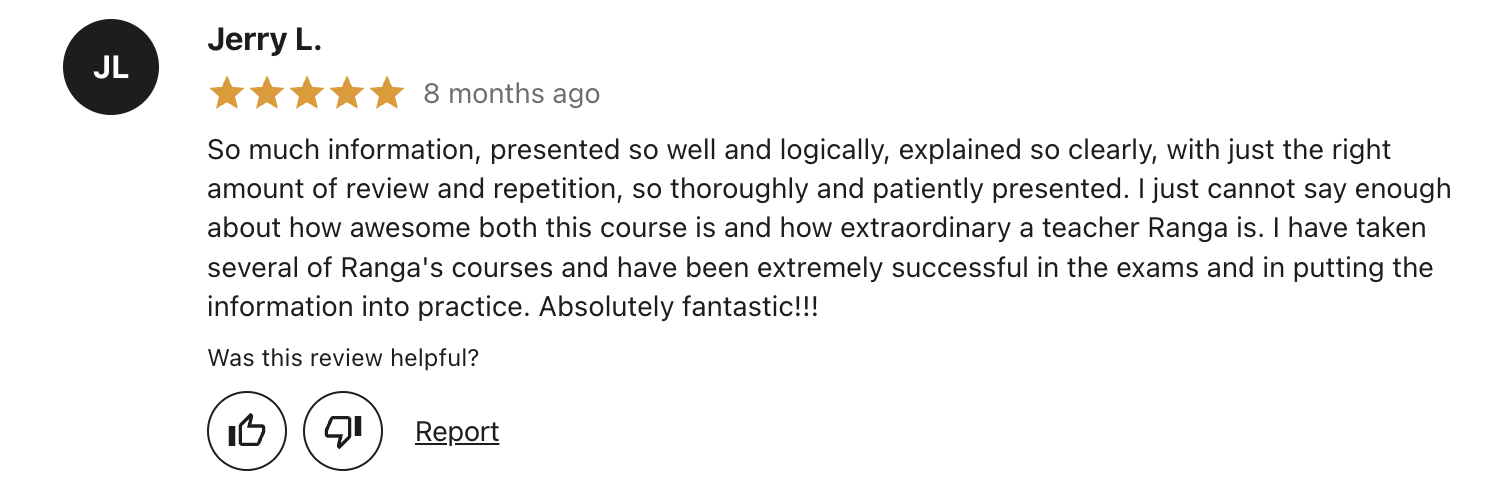 JL
Jerry L.
8 months ago
So much information, presented so well and logically, explained so clearly, with just the right
amount of review and repetition, so thoroughly and patiently presented. I just cannot say enough
about how awesome both this course is and how extraordinary a teacher Ranga is. I have taken
several of Ranga's courses and have been extremely successful in the exams and in putting the
information into practice. Absolutely fantastic!!!
Was this review helpful?
Report